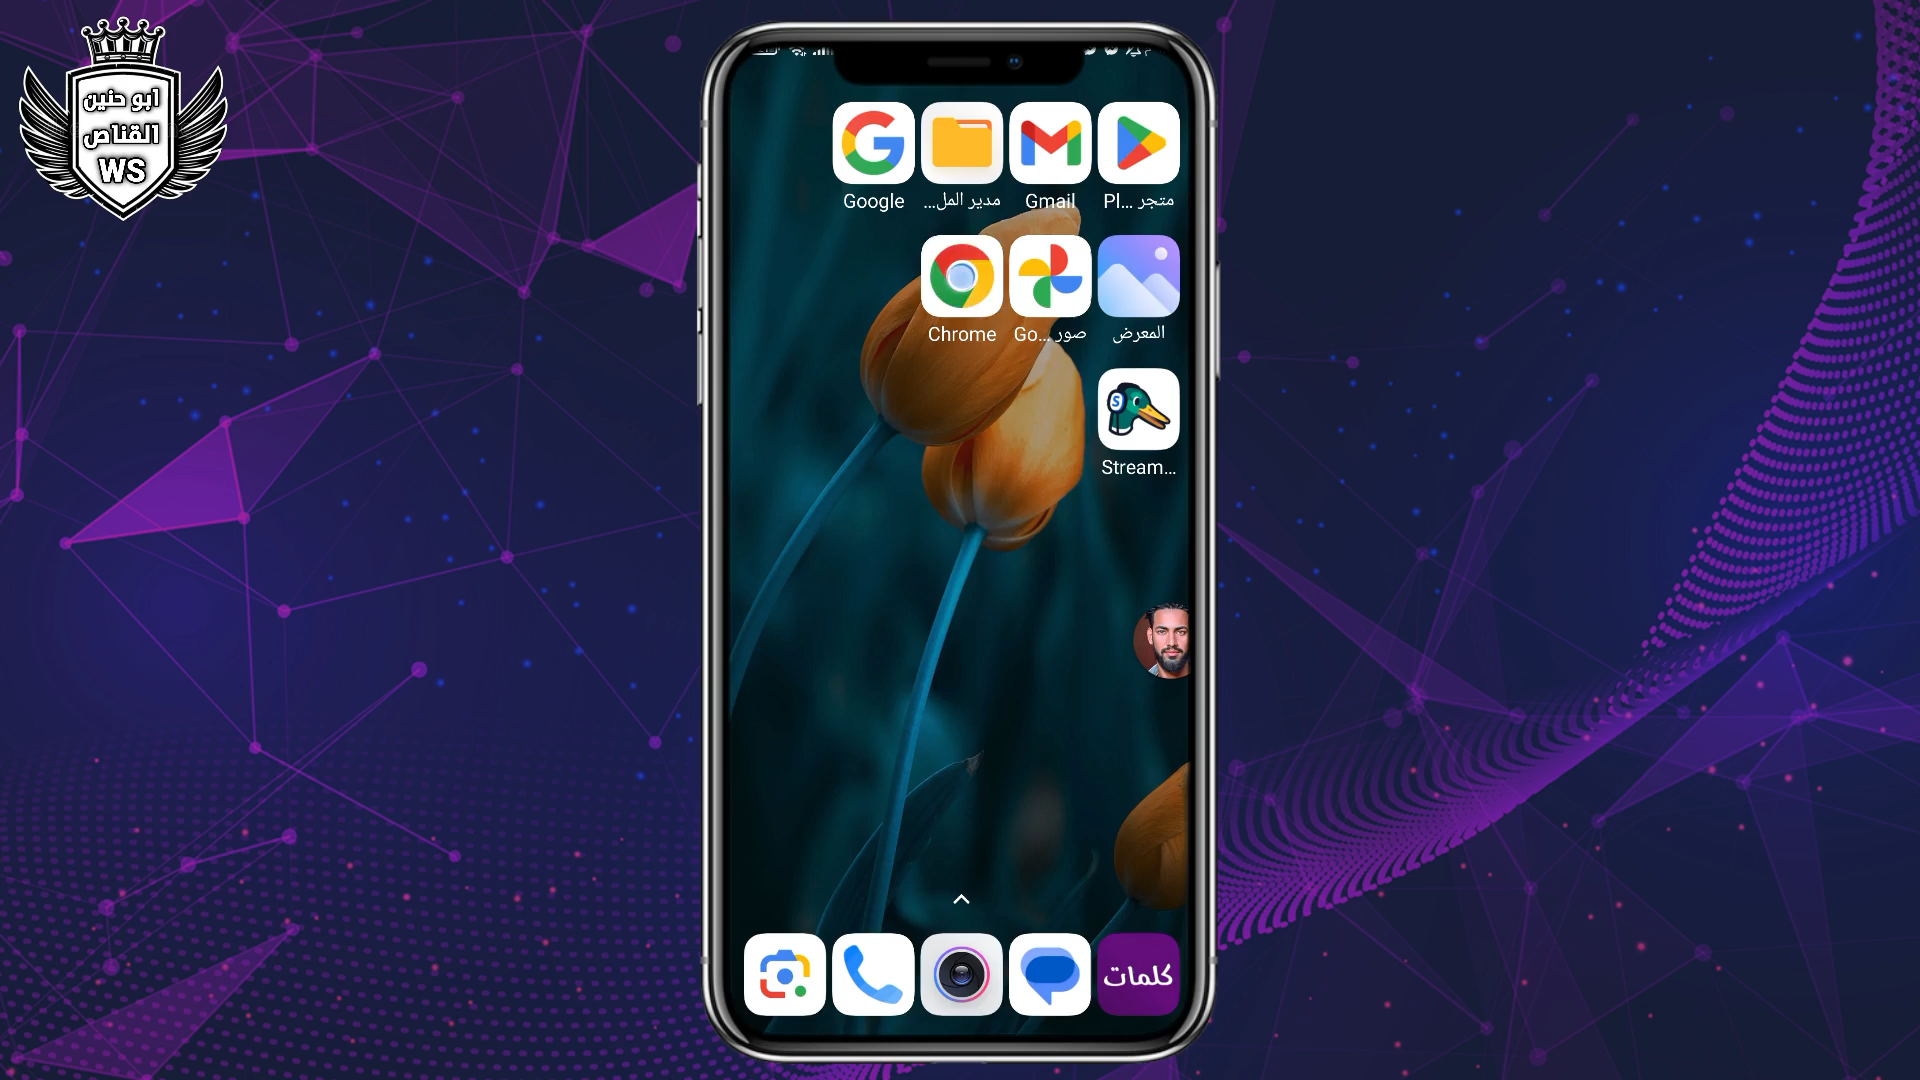 ابو حنين
القناص
WS
متجر Pl...
Gmail
مدير المل...
Google
المعرض
صور Go...
Chrome
S
Stream...
كلمات